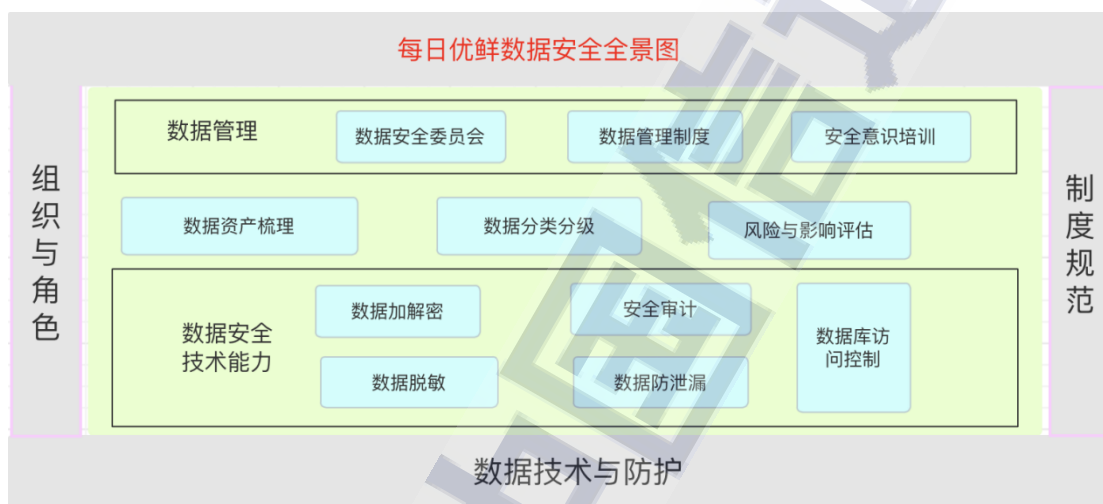 每日优鲜数据安全全景图
组织与角色
数据管理
数据安全委员会
数据管理制度
安全意识培训
数据资产梳理
数据分类分级
风险与影响评估
数据安全
技术能力
数据加解密
安全审计
数据库访
问控制
数据脱敏
数据防泄漏
制度规范
数据技术与防护
中国信通